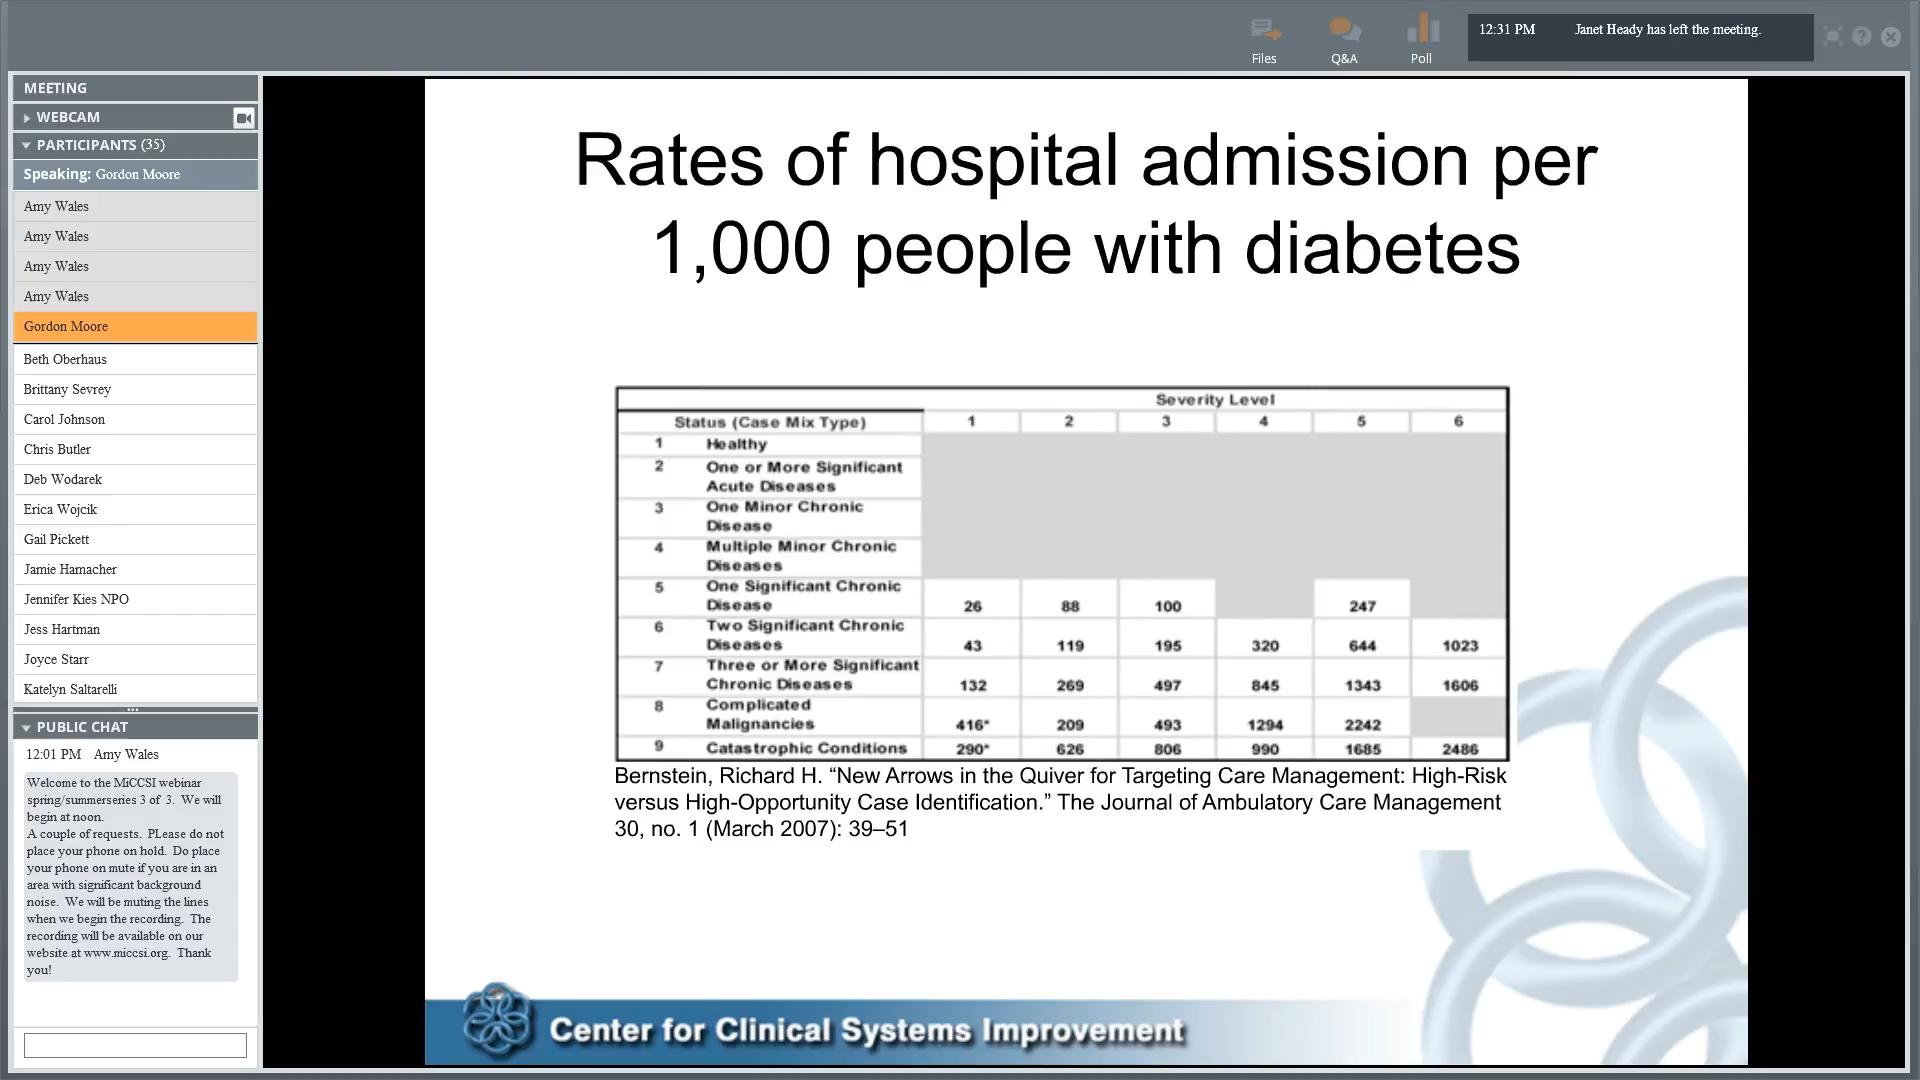 Files
Q&A
Poll
12:31 PM Janet Heady has left the meeting.
MEETING
WEBCAM
PARTICIPANTS (35)
Speaking: Gordon Moore
Amy Wales
Amy Wales
Amy Wales
Amy Wales
Gordon Moore
Beth Oberhaus
Brittany Sevrey
Carol Johnson
Chris Butler
Deb Wodarek
Erica Wojcik
Gail Pickett
Jamie Hamacher
Jennifer Kies NPO
Jess Hartman
Joyce Starr
Katelyn Saltarelli
PUBLIC CHAT
12:01 PM Amy Wales
Welcome to the MiCCSI webinar
spring/summerseries 3 of 3. We will
begin at noon.
A couple of requests. PLease do not
place your phone on hold. Do place
your phone on mute if you are in an
area with significant background
noise. We will be muting the lines
when we begin the recording. The
recording will be available on our
website at www.miccsi.org. Thank
you!
Rates of hospital admission per
1,000 people with diabetes
Severity Level
Status (Case Mix Type) 1 2 3 4 5 6
1 Healthy
2 One or More Significant
Acute Diseases
3 One Minor Chronic
Disease
4 Multiple Minor Chronic
Diseases
5 One Significant Chronic
Disease 26 88 100 247
6 Two Significant Chronic
Diseases 43 119 195 320 644 1023
7 Three or More Significant
Chronic Diseases 132 269 497 845 1343 1606
8 Complicated
Malignancies 416* 209 493 1294 2242
9 Catastrophic Conditions 290* 626 806 990 1685 2486
Bernstein, Richard H. “New Arrows in the Quiver for Targeting Care Management: High-Risk
versus High-Opportunity Case Identification.” The Journal of Ambulatory Care Management
30, no. 1 (March 2007): 39–51
Center for Clinical Systems Improvement